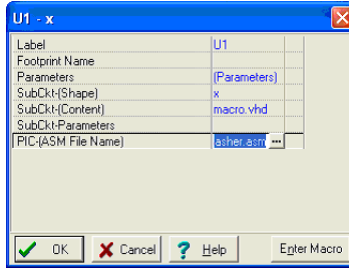 U1 - x
Label U1
Footprint Name
Parameters (Parameters)
SubCkt-(Shape) x
SubCkt-(Content) macro.vhd
SubCkt-Parameters
PIC-(ASM File Name) asher.asm ...
OK Cancel ? Help Enter Macro